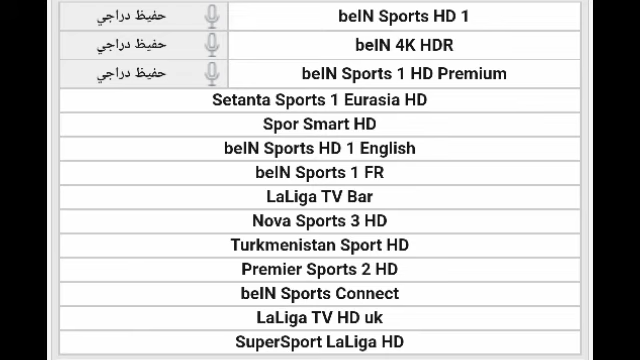 حفيظ دراجي beIN Sports HD 1
حفيظ دراجي beIN 4K HDR
حفيظ دراجي beIN Sports 1 HD Premium
Setanta Sports 1 Eurasia HD
Spor Smart HD
beIN Sports HD 1 English
beIN Sports 1 FR
LaLiga TV Bar
Nova Sports 3 HD
Turkmenistan Sport HD
Premier Sports 2 HD
beIN Sports Connect
LaLiga TV HD uk
SuperSport LaLiga HD